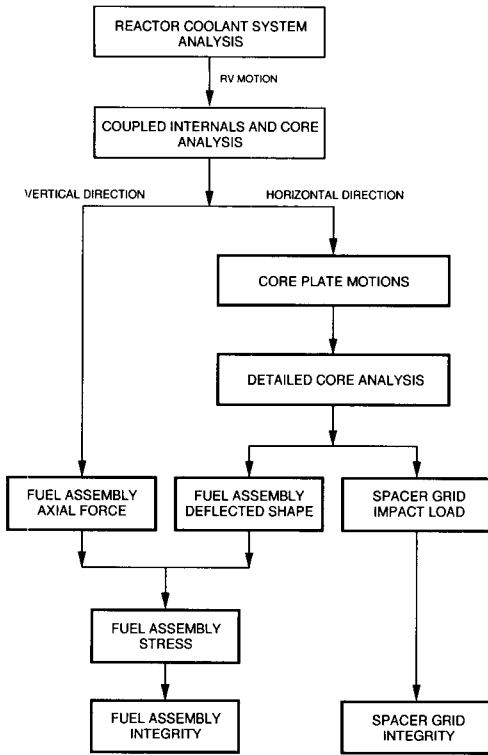 REACTOR COOLANT SYSTEM
ANALYSIS
RV MOTION
COUPLED INTERNALS AND CORE
ANALYSIS
VERTICAL DIRECTION
HORIZONTAL DIRECTION
CORE PLATE MOTIONS
DETAILED CORE ANALYSIS
FUEL ASSEMBLY
AXIAL FORCE
FUEL ASSEMBLY
DEFLECTED SHAPE
SPACER GRID
IMPACT LOAD
FUEL ASSEMBLY
STRESS
FUEL ASSEMBLY
INTEGRITY
SPACER GRID
INTEGRITY